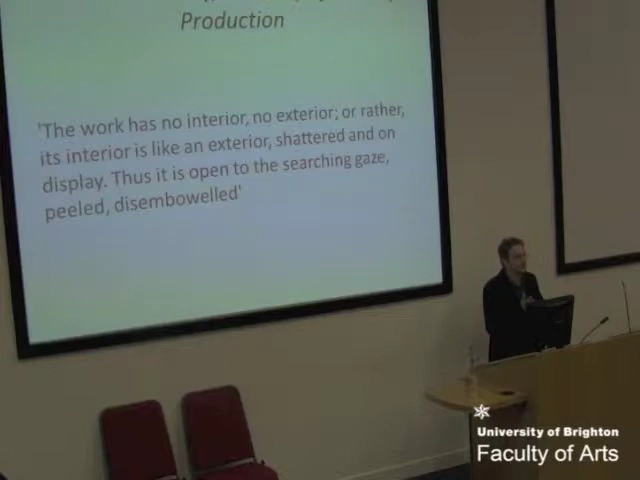 Production
'The work has no interior, no exterior; or rather,
its interior is like an exterior, shattered and on
display. Thus it is open to the searching gaze,
peeled, disembowelled'
University of Brighton
Faculty of Arts